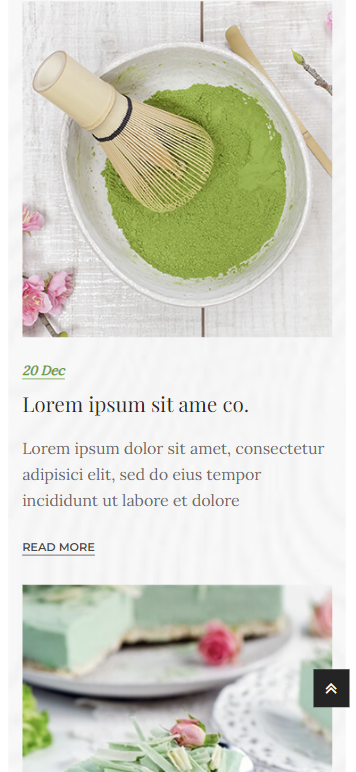 20 Dec
Lorem ipsum sit ame co.
Lorem ipsum dolor sit amet, consectetur
adipisici elit, sed do eius tempor
incididunt ut labore et dolore
READ MORE